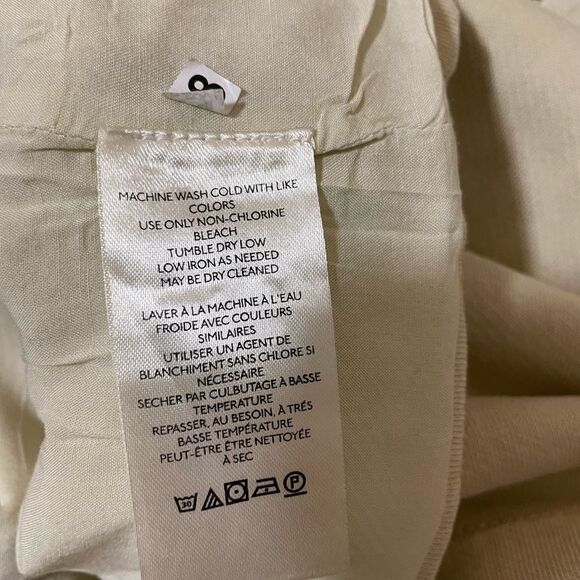 8
MACHINE WASH COLD WITH LIKE
COLORS
USE ONLY NON-CHLORINE
BLEACH
TUMBLE DRY LOW
LOW IRON AS NEEDED
MAY BE DRY CLEANED
LAVER À LA MACHINE À L'EAU
FROIDE AVEC COULEURS
SIMILAIRES
UTILISER UN AGENT DE
BLANCHIMENT SANS CHLORE SI
NÉCESSAIRE
SECHER PAR CULBUTAGE À BASSE
TEMPERATURE
REPASSER, AU BESOIN, À TRÉS
BASSE TEMPÉRATURE
PEUT-ÊTRE ÊTRE NETTOYÉE
À SEC
30 P